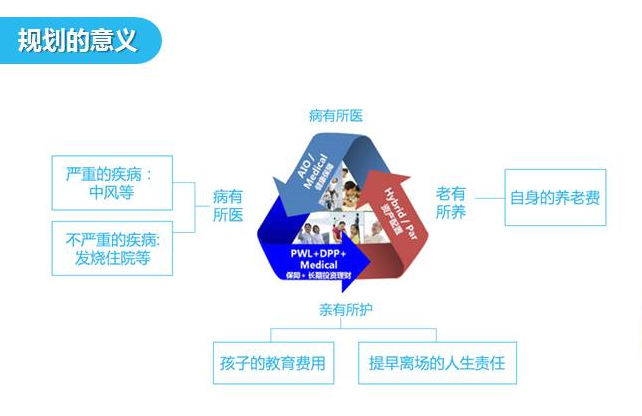 规划的意义
病有所医
AIO /
Medical
健康保障
Hybrid / Par
资产配置
PWL+DPP+
Medical
保障+ 长期投资理财
严重的疾病：
中风等
不严重的疾病:
发烧住院等
病有
所医
老有
所养
自身的养老费
亲有所护
孩子的教育费用
提早离场的人生责任